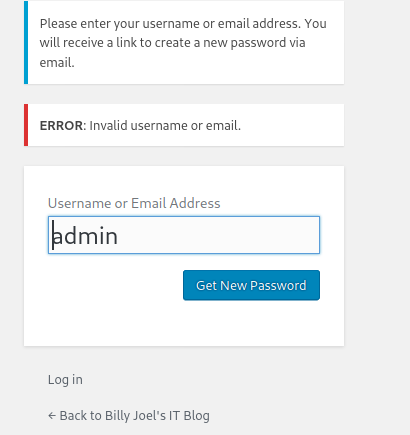 Please enter your username or email address. You
will receive a link to create a new password via
email.
ERROR: Invalid username or email.
Username or Email Address
admin
Get New Password
Log in
← Back to Billy Joel's IT Blog